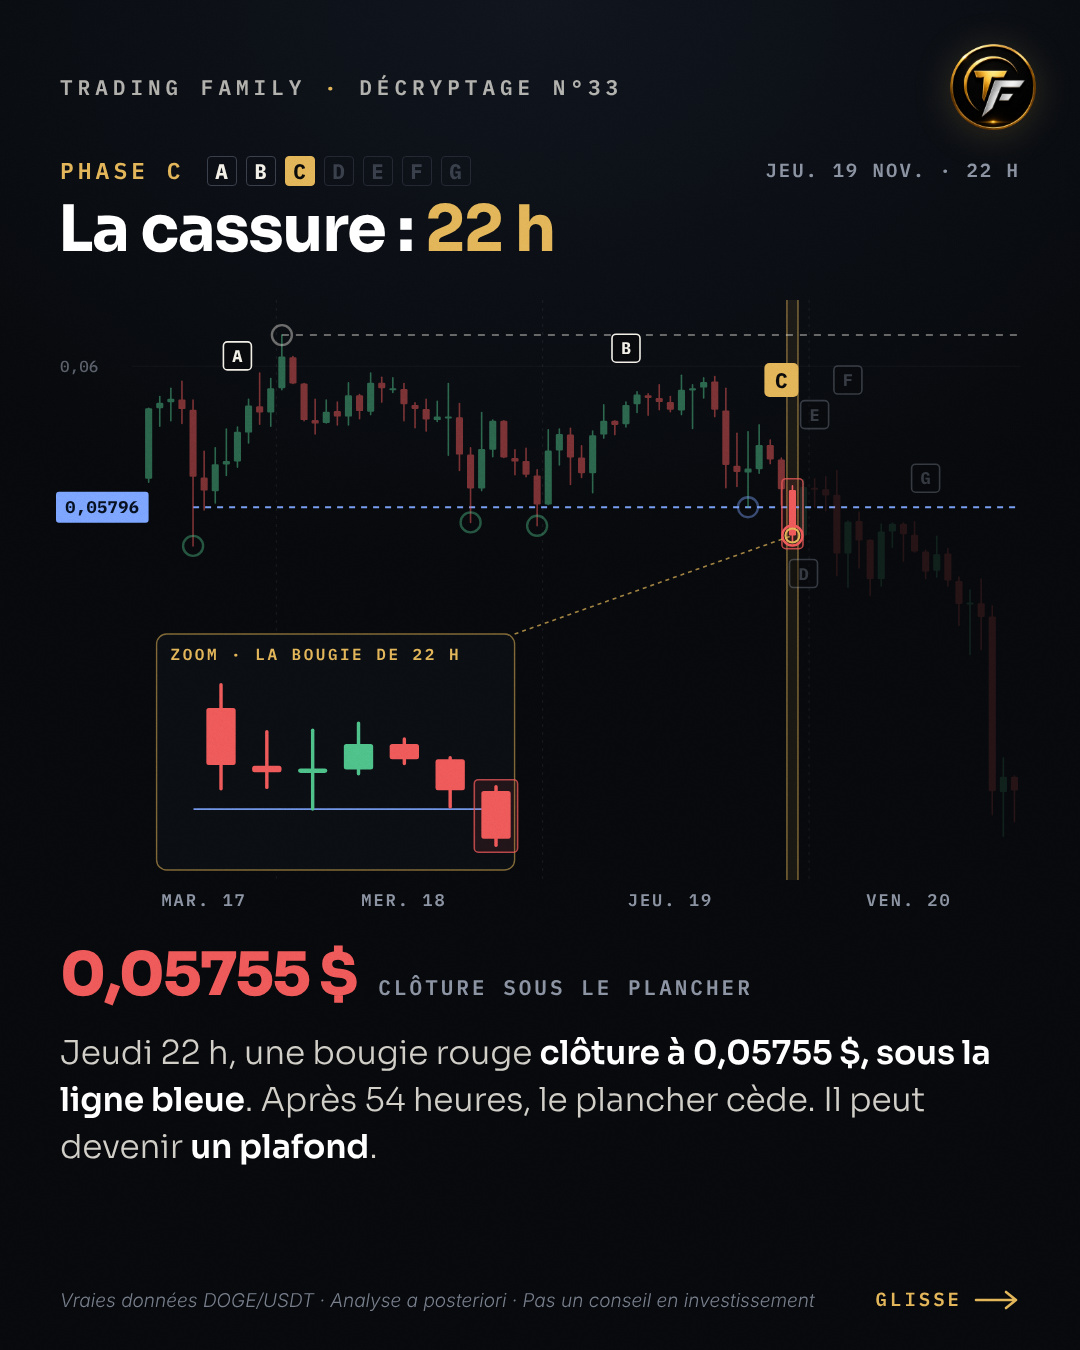 TRADING FAMILY · DÉCRYPTAGE N°33
TF
PHASE C A B C D E F G
JEU. 19 NOV. · 22 H
La cassure : 22 h
0,06
A
B
C
F
E
G
0,05796
D
ZOOM · LA BOUGIE DE 22 H
MAR. 17 MER. 18 JEU. 19 VEN. 20
0,05755 $ CLÔTURE SOUS LE PLANCHER
Jeudi 22 h, une bougie rouge clôture à 0,05755 $, sous la
ligne bleue. Après 54 heures, le plancher cède. Il peut
devenir un plafond.
Vraies données DOGE/USDT · Analyse a posteriori · Pas un conseil en investissement
GLISSE →